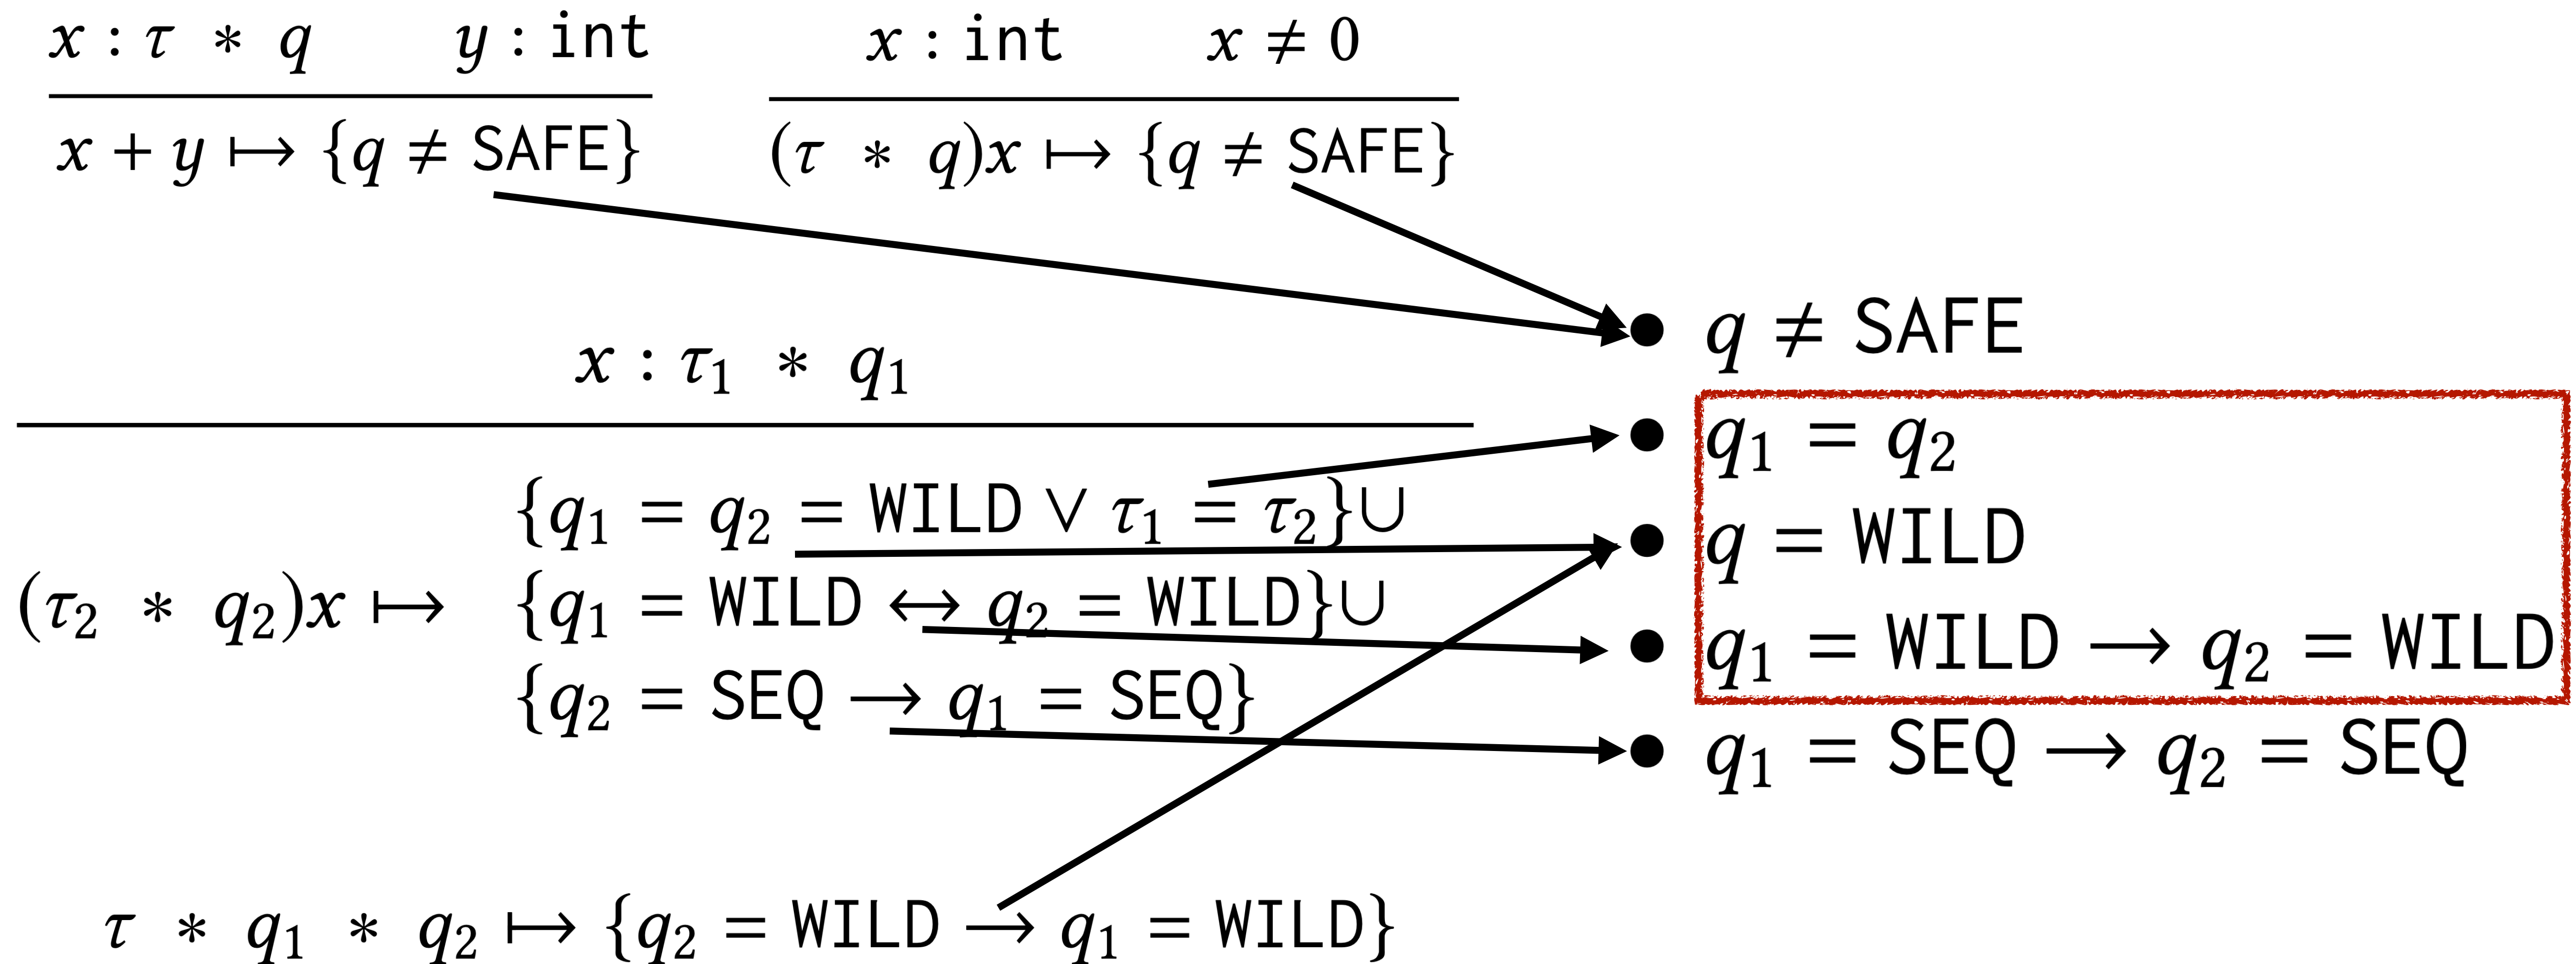 x : τ * q y : int
x + y ↦ {q ≠ SAFE}
x : int x ≠ 0
(τ * q)x ↦ {q ≠ SAFE}
x : τ₁ * q₁
(τ₂ * q₂)x ↦
{q₁ = q₂ = WILD ∨ τ₁ = τ₂}∪
{q₁ = WILD ↔ q₂ = WILD}∪
{q₂ = SEQ → q₁ = SEQ}
τ * q₁ * q₂ ↦ {q₂ = WILD → q₁ = WILD}
● q ≠ SAFE
● q₁ = q₂
● q = WILD
● q₁ = WILD → q₂ = WILD
● q₁ = SEQ → q₂ = SEQ